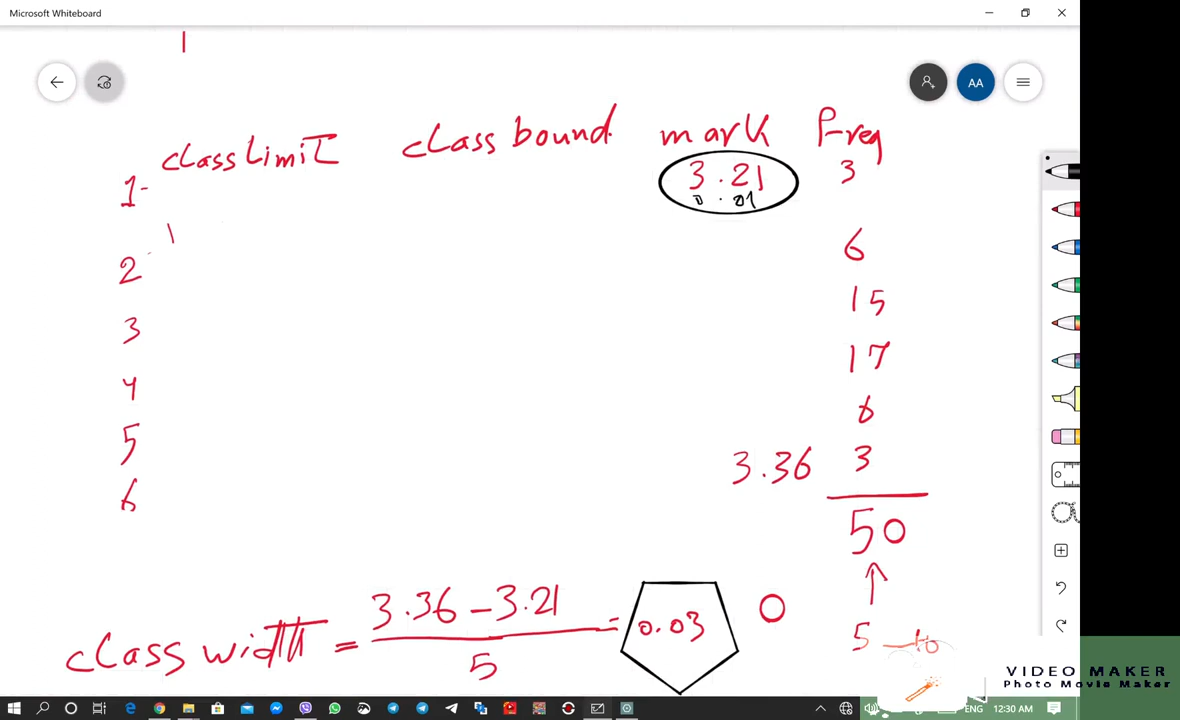 Microsoft Whiteboard
1
AA
class Limit class bound mark Freq
1- 3.21 3
0.01
2 6
3 15
4 17
5 6
6 3.36 3
50
class width = 3.36 - 3.21 = 0.03 0
5
5 to
VIDEO MAKER
Photo Movie Maker
ENG 12:30 AM